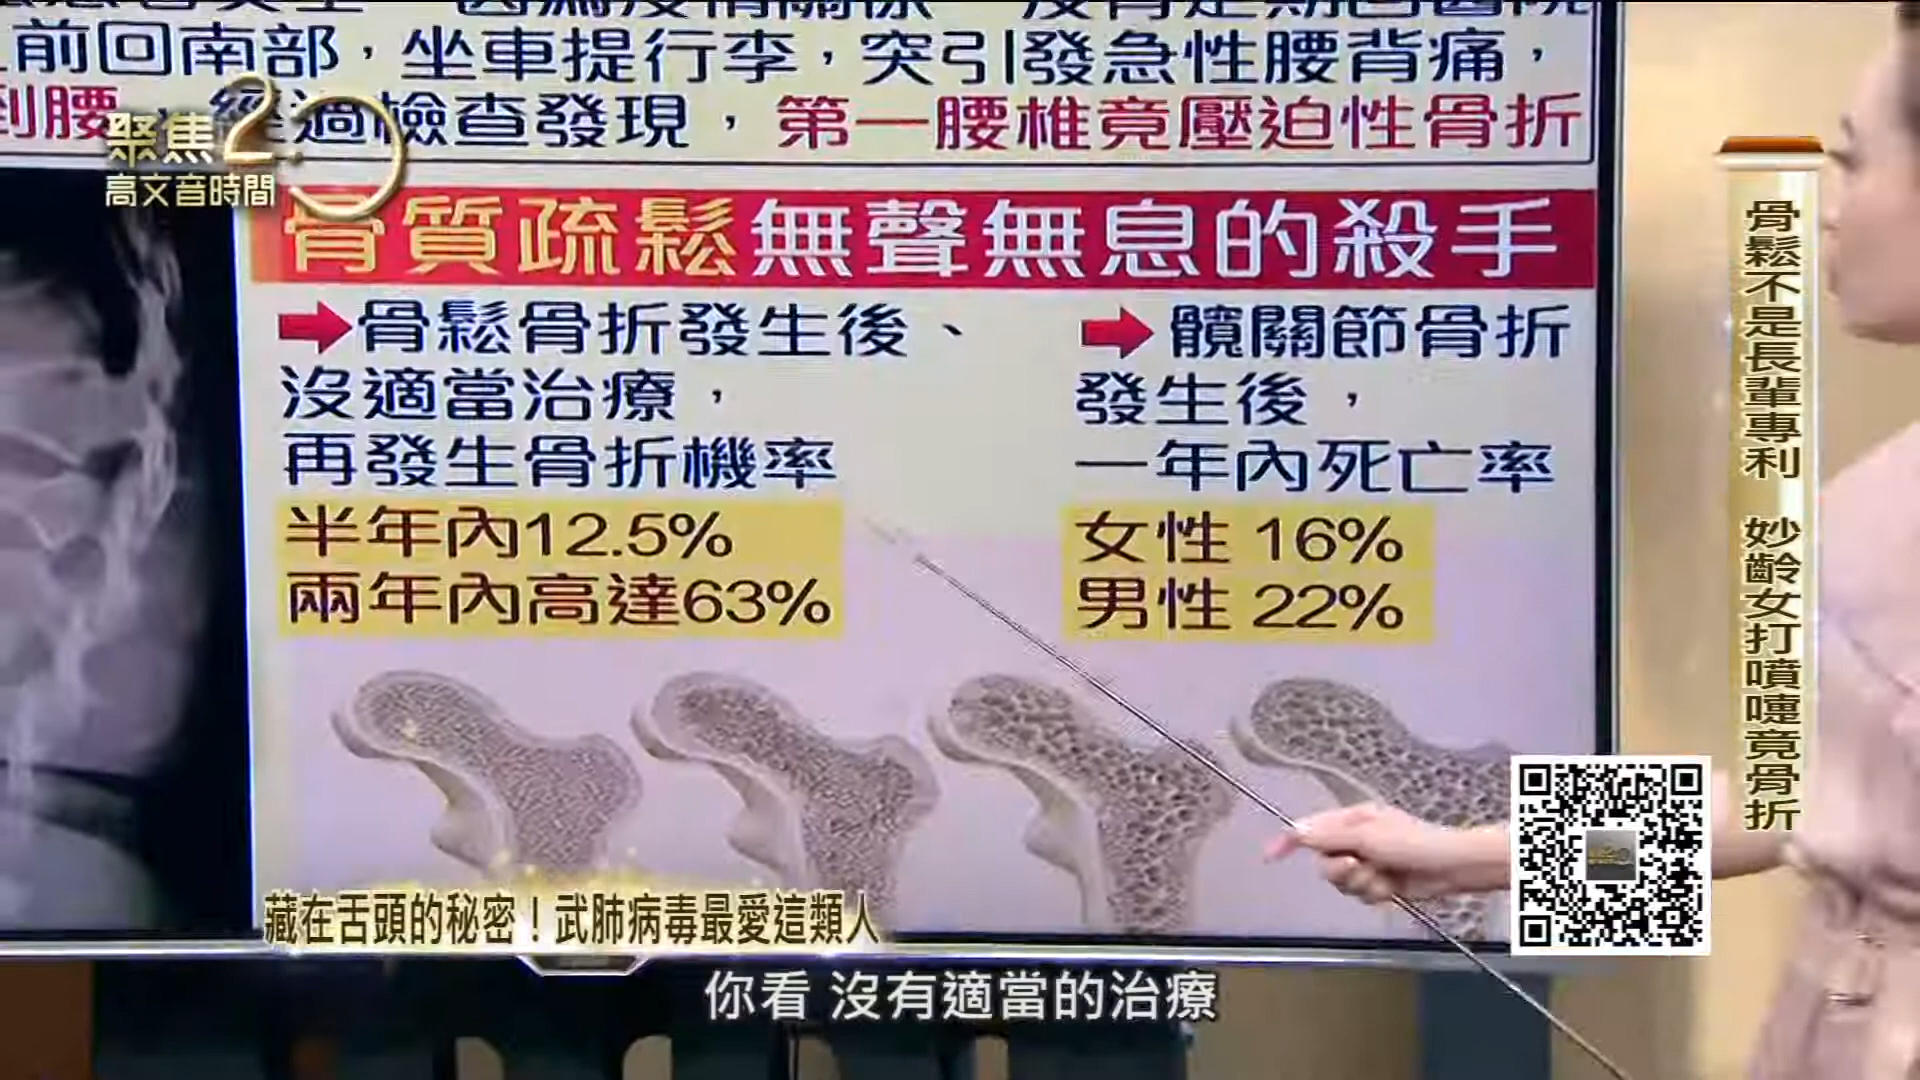 前回南部，坐車提行李，突引發急性腰背痛，
到腰，經過檢查發現，第一腰椎竟壓迫性骨折
聚焦2.0
高文音時間
骨質疏鬆無聲無息的殺手
骨鬆骨折發生後、
沒適當治療，
再發生骨折機率
半年內12.5%
兩年內高達63%
髖關節骨折
發生後，
一年內死亡率
女性 16%
男性 22%
骨鬆不是長輩專利 妙齡女打噴嚏竟骨折
藏在舌頭的秘密！武肺病毒最愛這類人
你看 沒有適當的治療